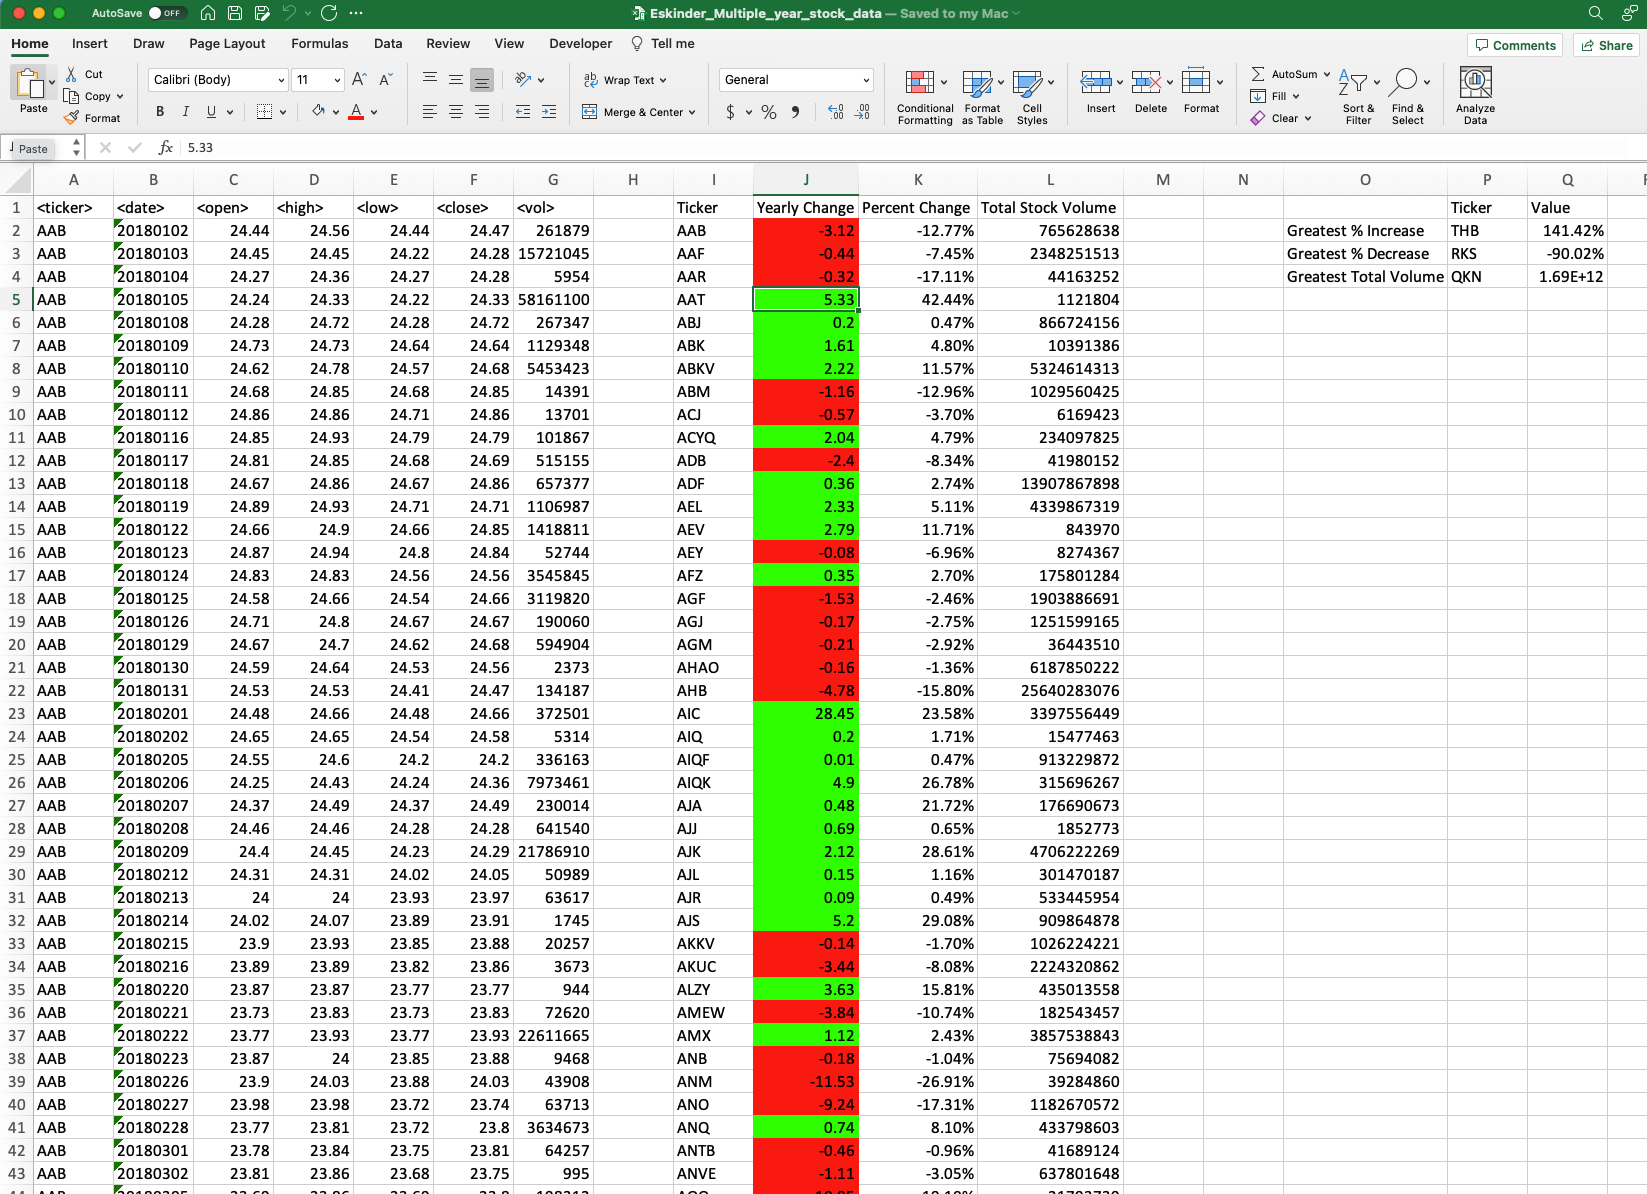 AutoSave OFF Eskinder_Multiple_year_stock_data — Saved to my Mac
Home Insert Draw Page Layout Formulas Data Review View Developer Tell me Comments Share
Paste Cut Copy Format
Calibri (Body) 11 A A B I U A
ab Wrap Text Merge & Center
General $ % 9
Conditional Formatting Format as Table Cell Styles
Insert Delete Format
AutoSum Fill Clear
Sort & Filter Find & Select Analyze Data
Paste fx 5.33
A B C D E F G H I J K L M N O P Q
1 <ticker> <date> <open> <high> <low> <close> <vol> Ticker Yearly Change Percent Change Total Stock Volume Ticker Value
2 AAB 20180102 24.44 24.56 24.44 24.47 261879 AAB -3.12 -12.77% 765628638 Greatest % Increase THB 141.42%
3 AAB 20180103 24.45 24.45 24.22 24.28 15721045 AAF -0.44 -7.45% 2348251513 Greatest % Decrease RKS -90.02%
4 AAB 20180104 24.27 24.36 24.27 24.28 5954 AAR -0.32 -17.11% 44163252 Greatest Total Volume QKN 1.69E+12
5 AAB 20180105 24.24 24.33 24.22 24.33 58161100 AAT 5.33 42.44% 1121804
6 AAB 20180108 24.28 24.72 24.28 24.72 267347 ABJ 0.2 0.47% 866724156
7 AAB 20180109 24.73 24.73 24.64 24.64 1129348 ABK 1.61 4.80% 10391386
8 AAB 20180110 24.62 24.78 24.57 24.68 5453423 ABKV 2.22 11.57% 5324614313
9 AAB 20180111 24.68 24.85 24.68 24.85 14391 ABM -1.16 -12.96% 1029560425
10 AAB 20180112 24.86 24.86 24.71 24.86 13701 ACJ -0.57 -3.70% 6169423
11 AAB 20180116 24.85 24.93 24.79 24.79 101867 ACYQ 2.04 4.79% 234097825
12 AAB 20180117 24.81 24.85 24.68 24.69 515155 ADB -2.4 -8.34% 41980152
13 AAB 20180118 24.67 24.86 24.67 24.86 657377 ADF 0.36 2.74% 13907867898
14 AAB 20180119 24.89 24.93 24.71 24.71 1106987 AEL 2.33 5.11% 4339867319
15 AAB 20180122 24.66 24.9 24.66 24.85 1418811 AEV 2.79 11.71% 843970
16 AAB 20180123 24.87 24.94 24.8 24.84 52744 AEY -0.08 -6.96% 8274367
17 AAB 20180124 24.83 24.83 24.56 24.56 3545845 AFZ 0.35 2.70% 175801284
18 AAB 20180125 24.58 24.66 24.54 24.66 3119820 AGF -1.53 -2.46% 1903886691
19 AAB 20180126 24.71 24.8 24.67 24.67 190060 AGJ -0.17 -2.75% 1251599165
20 AAB 20180129 24.67 24.7 24.62 24.68 594904 AGM -0.21 -2.92% 36443510
21 AAB 20180130 24.59 24.64 24.53 24.56 2373 AHAO -0.16 -1.36% 6187850222
22 AAB 20180131 24.53 24.53 24.41 24.47 134187 AHB -4.78 -15.80% 25640283076
23 AAB 20180201 24.48 24.66 24.48 24.66 372501 AIC 28.45 23.58% 3397556449
24 AAB 20180202 24.65 24.65 24.54 24.58 5314 AIQ 0.2 1.71% 15477463
25 AAB 20180205 24.55 24.6 24.2 24.2 336163 AIQF 0.01 0.47% 913229872
26 AAB 20180206 24.25 24.43 24.24 24.36 7973461 AIQK 4.9 26.78% 315696267
27 AAB 20180207 24.37 24.49 24.37 24.49 230014 AJA 0.48 21.72% 176690673
28 AAB 20180208 24.46 24.46 24.28 24.28 641540 AJJ 0.69 0.65% 1852773
29 AAB 20180209 24.4 24.45 24.23 24.29 21786910 AJK 2.12 28.61% 4706222269
30 AAB 20180212 24.31 24.31 24.02 24.05 50989 AJL 0.15 1.16% 301470187
31 AAB 20180213 24 24 23.93 23.97 63617 AJR 0.09 0.49% 533445954
32 AAB 20180214 24.02 24.07 23.89 23.91 1745 AJS 5.2 29.08% 909864878
33 AAB 20180215 23.9 23.93 23.85 23.88 20257 AKKV -0.14 -1.70% 1026224221
34 AAB 20180216 23.89 23.89 23.82 23.86 3673 AKUC -3.44 -8.08% 2224320862
35 AAB 20180220 23.87 23.87 23.77 23.77 944 ALZY 3.63 15.81% 435013558
36 AAB 20180221 23.73 23.83 23.73 23.83 72620 AMEW -3.84 -10.74% 182543457
37 AAB 20180222 23.77 23.93 23.77 23.93 22611665 AMX 1.12 2.43% 3857538843
38 AAB 20180223 23.87 24 23.85 23.88 9468 ANB -0.18 -1.04% 75694082
39 AAB 20180226 23.9 24.03 23.88 24.03 43908 ANM -11.53 -26.91% 39284860
40 AAB 20180227 23.98 23.98 23.72 23.74 63713 ANO -9.24 -17.31% 1182670572
41 AAB 20180228 23.77 23.81 23.72 23.8 3634673 ANQ 0.74 8.10% 433798603
42 AAB 20180301 23.78 23.84 23.75 23.81 64257 ANTB -0.46 -0.96% 41689124
43 AAB 20180302 23.81 23.86 23.68 23.75 995 ANVE -1.11 -3.05% 637801648